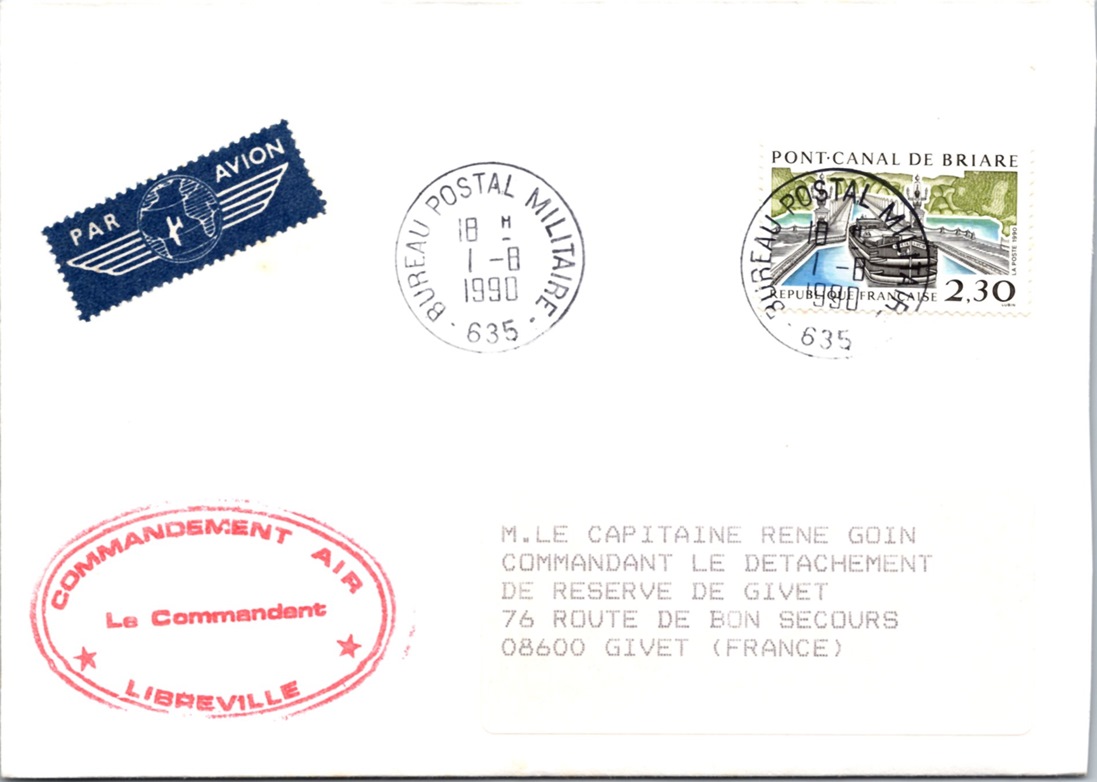 PAR AVION
BUREAU POSTAL MILITAIRE
18 H
1 -8
1990
· 635 ·
PONT·CANAL DE BRIARE
BUREAU POSTAL MILITAIRE
18 H
1 -8
1990
· 635
LA POSTE 1990
REPUBLIQUE FRANÇAISE 2,30
COMMANDEMENT AIR
Le Commandant
LIBREVILLE
M.LE CAPITAINE RENE GOIN
COMMANDANT LE DETACHEMENT
DE RESERVE DE GIVET
76 ROUTE DE BON SECOURS
08600 GIVET (FRANCE)